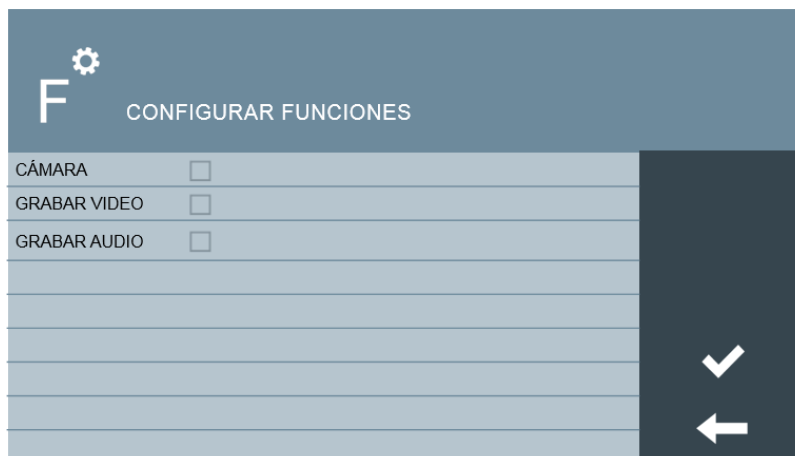 F
CONFIGURAR FUNCIONES
CÁMARA
GRABAR VIDEO
GRABAR AUDIO